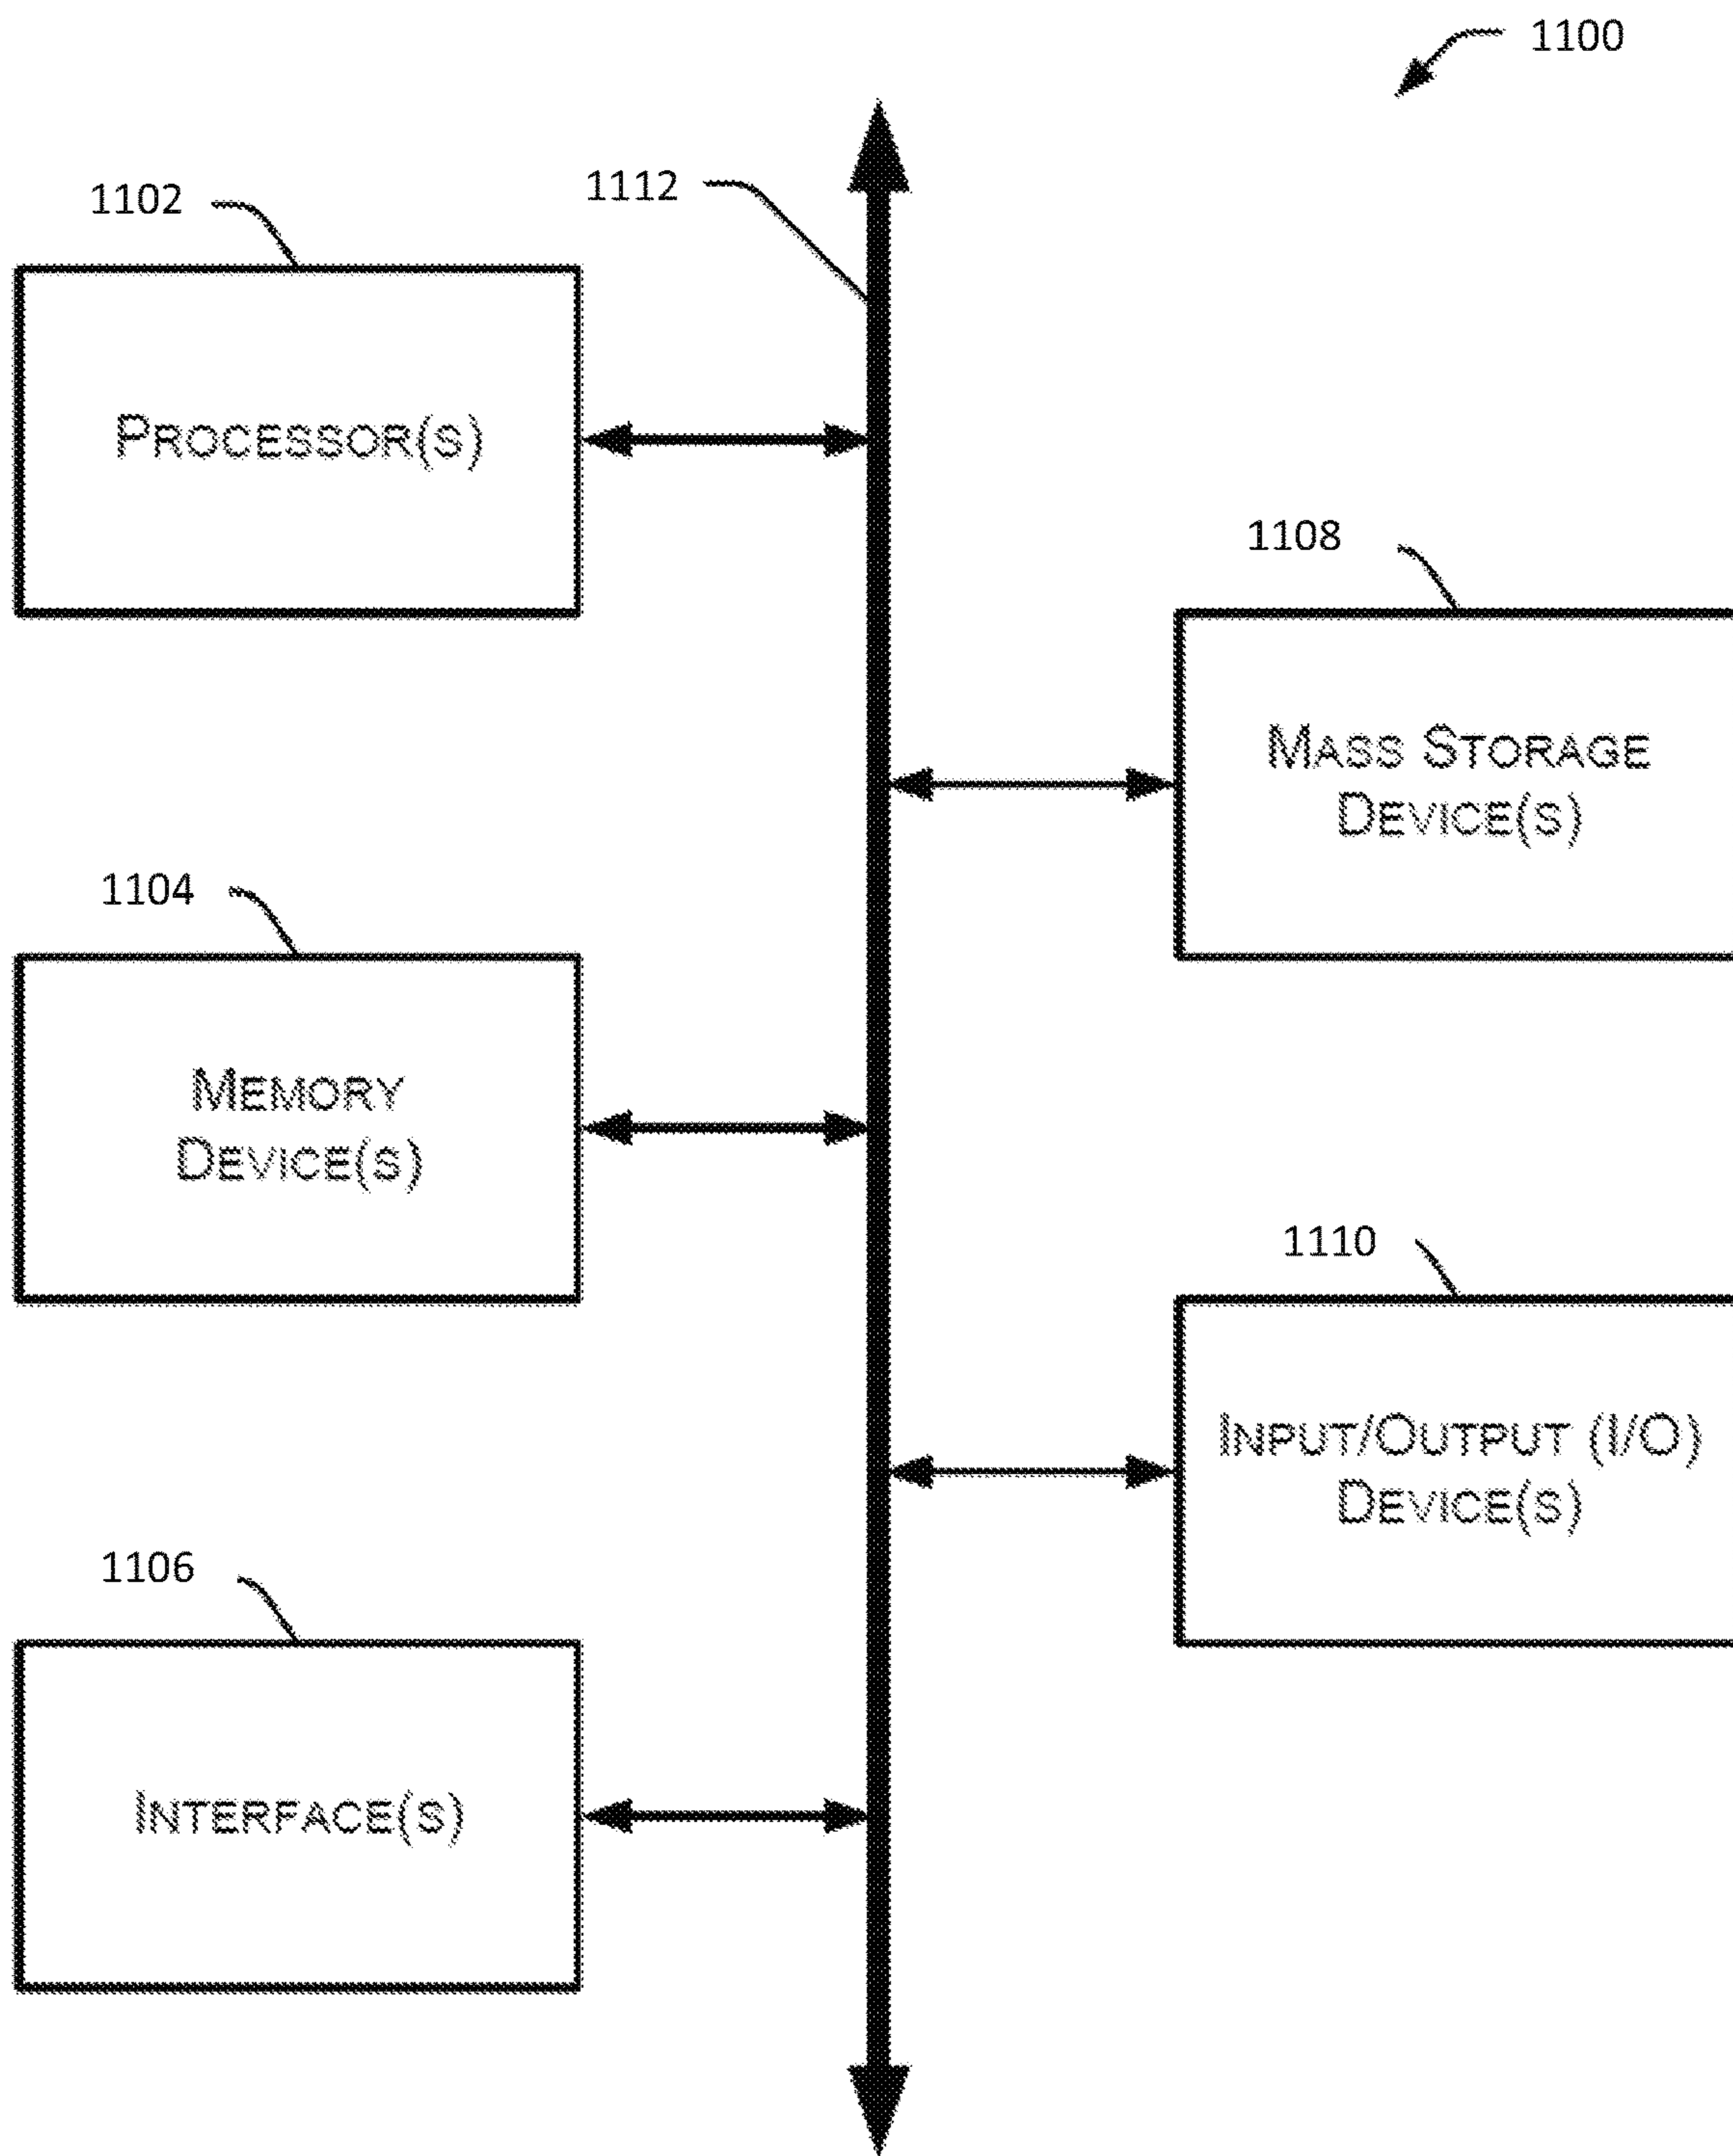 1100
1102
1112
PROCESSOR(S)
1108
MASS STORAGE
DEVICE(S)
1104
MEMORY
DEVICE(S)
1110
INPUT/OUTPUT (I/O)
DEVICE(S)
1106
INTERFACE(S)